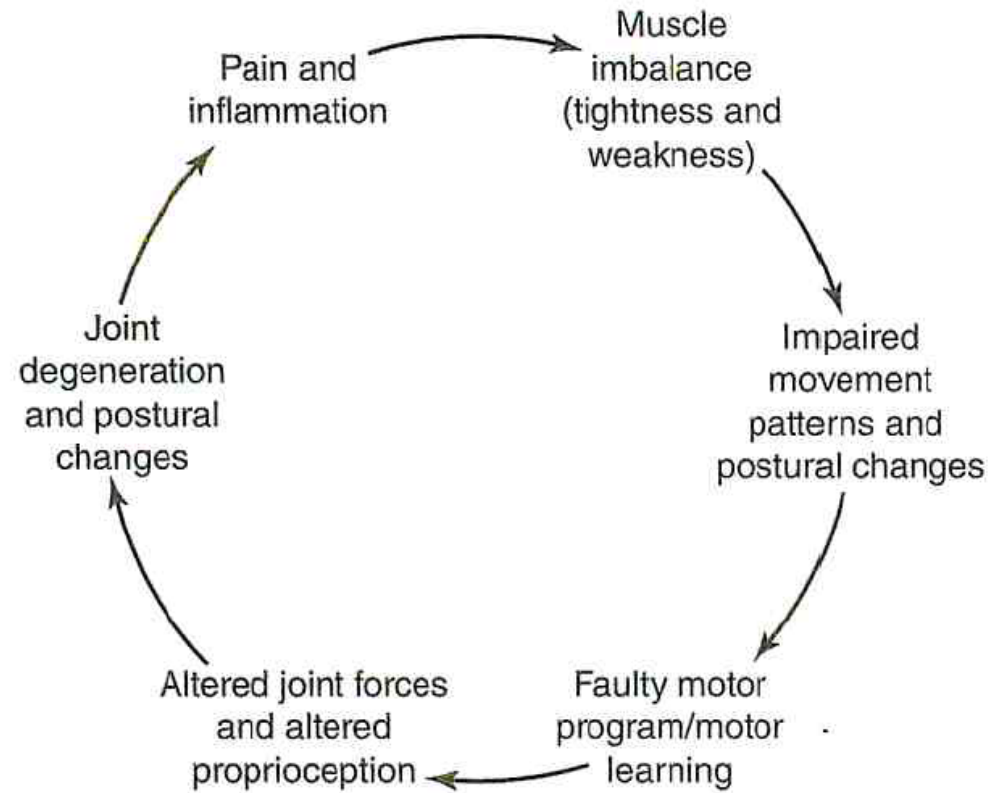 Pain and
inflammation
Muscle
imbalance
(tightness and
weakness)
Impaired
movement
patterns and
postural changes
Faulty motor
program/motor
learning
Altered joint forces
and altered
proprioception
Joint
degeneration
and postural
changes